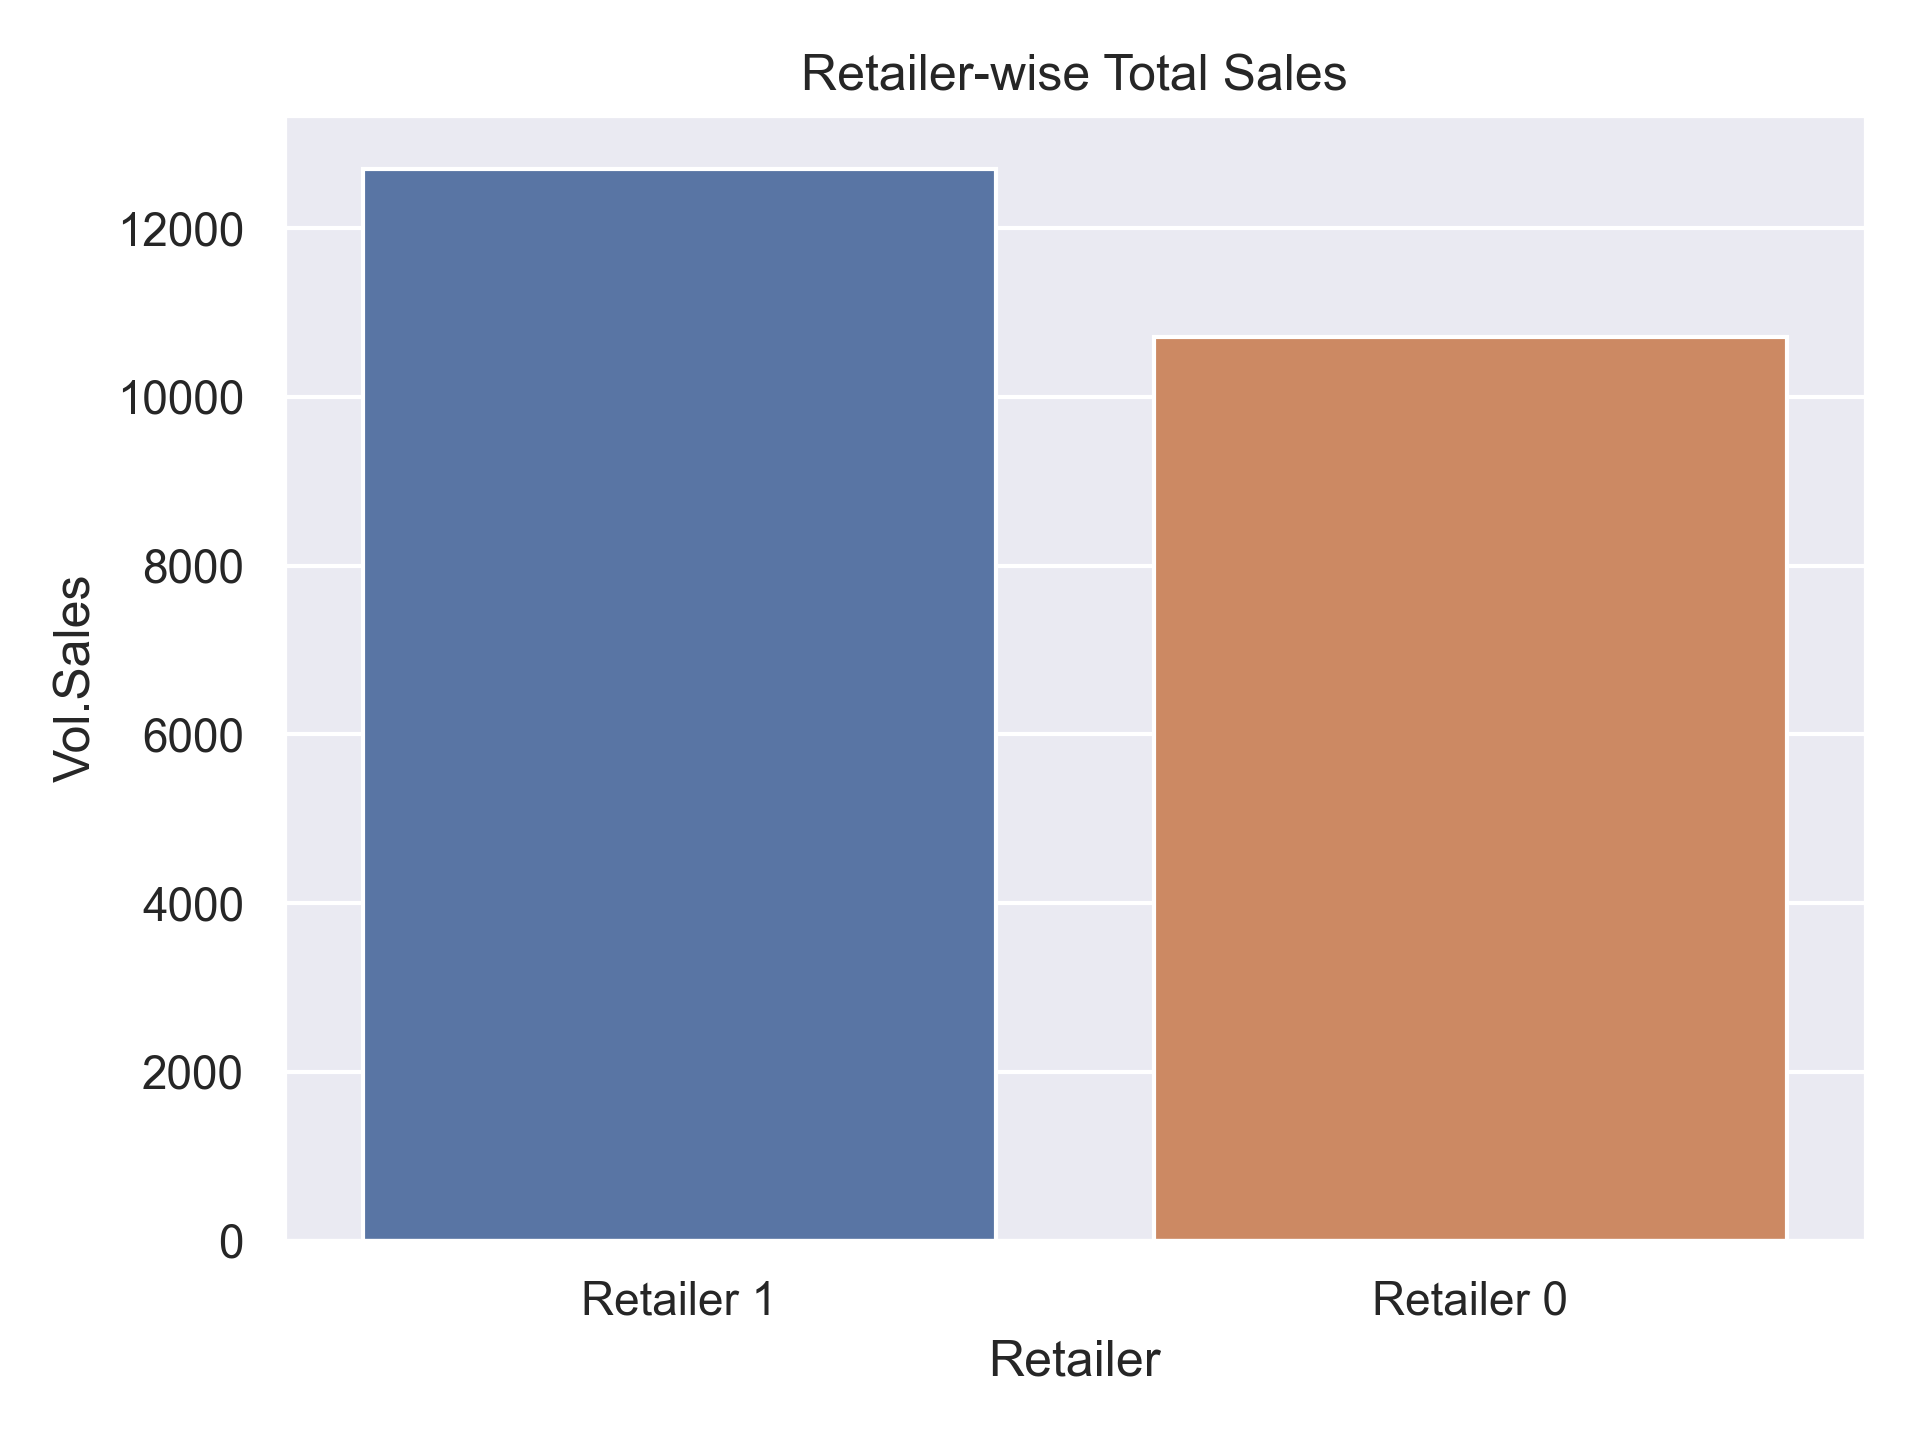 Retailer-wise Total Sales
12000
10000
8000
6000
4000
2000
0
Vol.Sales
Retailer 1
Retailer 0
Retailer